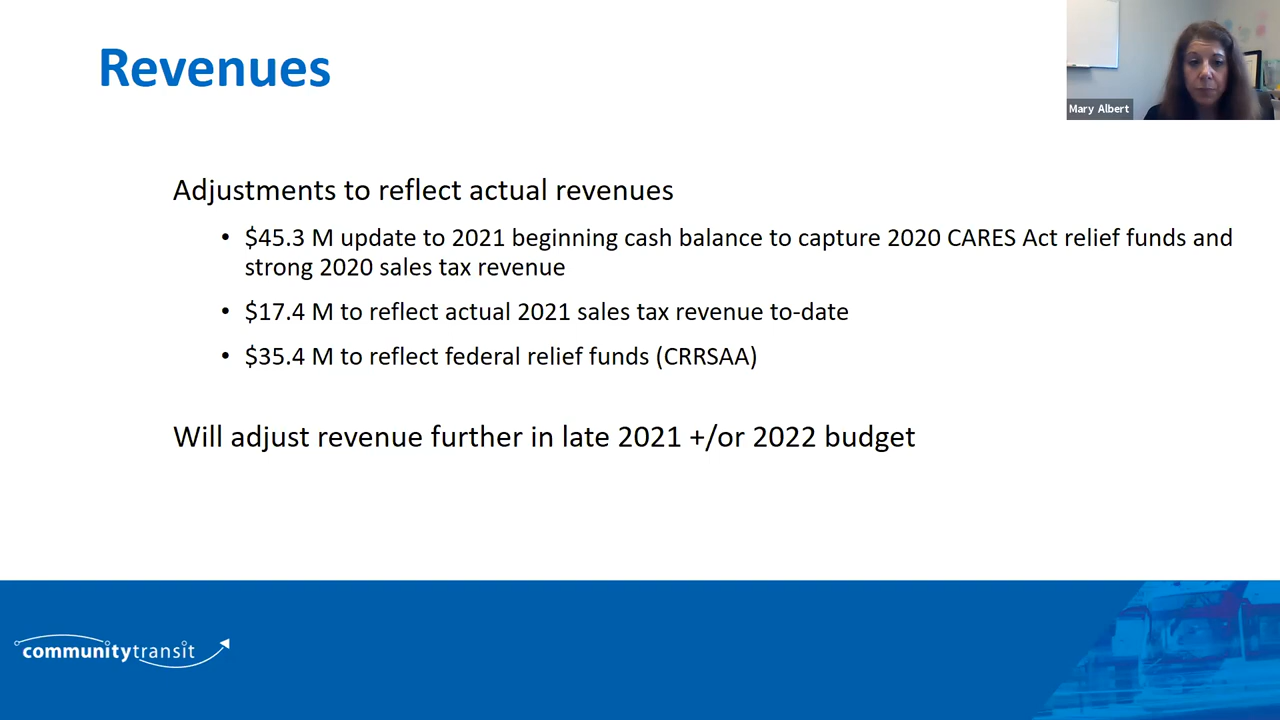 Revenues
Mary Albert
Adjustments to reflect actual revenues
• $45.3 M update to 2021 beginning cash balance to capture 2020 CARES Act relief funds and
strong 2020 sales tax revenue
• $17.4 M to reflect actual 2021 sales tax revenue to-date
• $35.4 M to reflect federal relief funds (CRRSAA)
Will adjust revenue further in late 2021 +/or 2022 budget
communitytransit